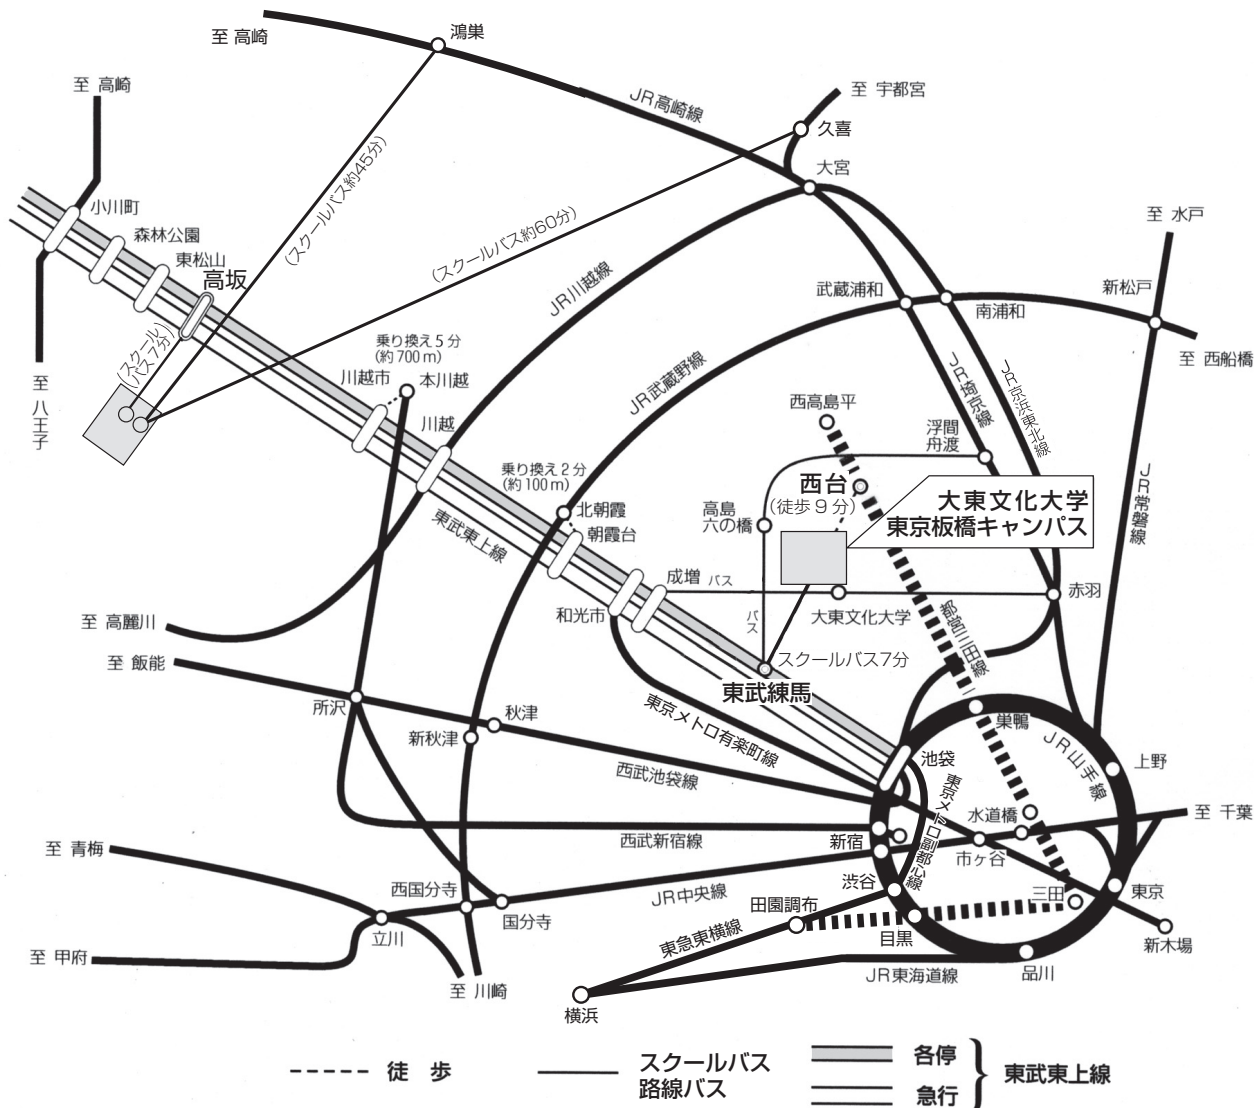 至 高崎
鴻巣
至 高崎
JR高崎線
至 宇都宮
久喜
大宮
小川町
森林公園
東松山
高坂
(スクールバス約45分)
(スクールバス約60分)
(スクール
バス7分)
至 八王子
JR川越線
至 水戸
武蔵浦和
南浦和
新松戸
至 西船橋
乗り換え5分
(約700m)
川越市
本川越
川越
JR武蔵野線
JR埼京線
JR京浜東北線
JR常磐線
西高島平
浮間
舟渡
西台
(徒歩9分)
高島
六の橋
大東文化大学
東京板橋キャンパス
乗り換え2分
(約100m)
北朝霞
朝霞台
東武東上線
成増
バス
和光市
大東文化大学
赤羽
バス
都営三田線
スクールバス7分
東武練馬
至 高麗川
至 飯能
所沢
秋津
新秋津
東京メトロ有楽町線
西武池袋線
巣鴨
池袋
JR山手線
上野
東京メトロ副都心線
水道橋
至 千葉
西武新宿線
新宿
市ヶ谷
至 青梅
西国分寺
JR中央線
渋谷
三田
東京
国分寺
田園調布
立川
東急東横線
目黒
新木場
至 甲府
至 川崎
JR東海道線
品川
横浜
徒 歩
スクールバス
路線バス
各停
急行
東武東上線